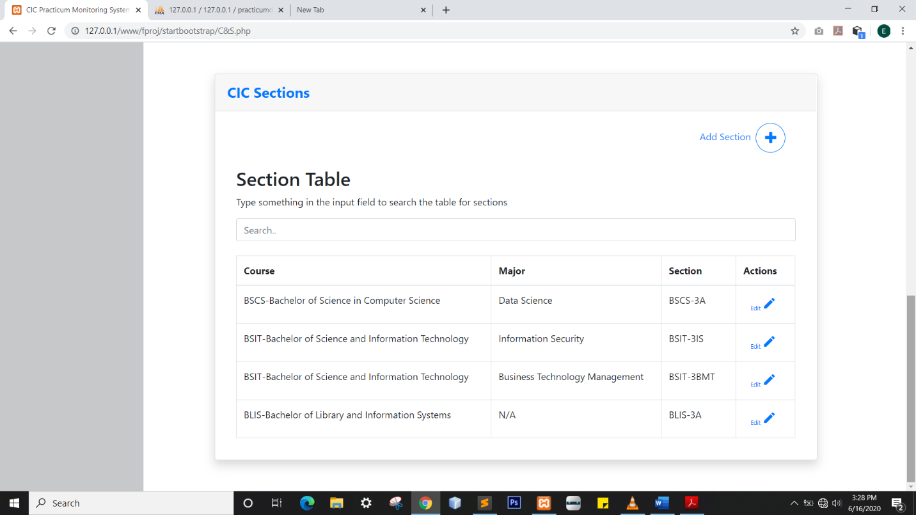 CIC Practicum Monitoring System
127.0.0.1 / 127.0.0.1 / practicum
New Tab
127.0.0.1/www/fproj/startbootstrap/C&S.php
E
CIC Sections
Add Section
Section Table
Type something in the input field to search the table for sections
Search..
Course Major Section Actions
BSCS-Bachelor of Science in Computer Science Data Science BSCS-3A Edit
BSIT-Bachelor of Science and Information Technology Information Security BSIT-3IS Edit
BSIT-Bachelor of Science and Information Technology Business Technology Management BSIT-3BMT Edit
BLIS-Bachelor of Library and Information Systems N/A BLIS-3A Edit
Search
Ps
3:28 PM
6/16/2020
2